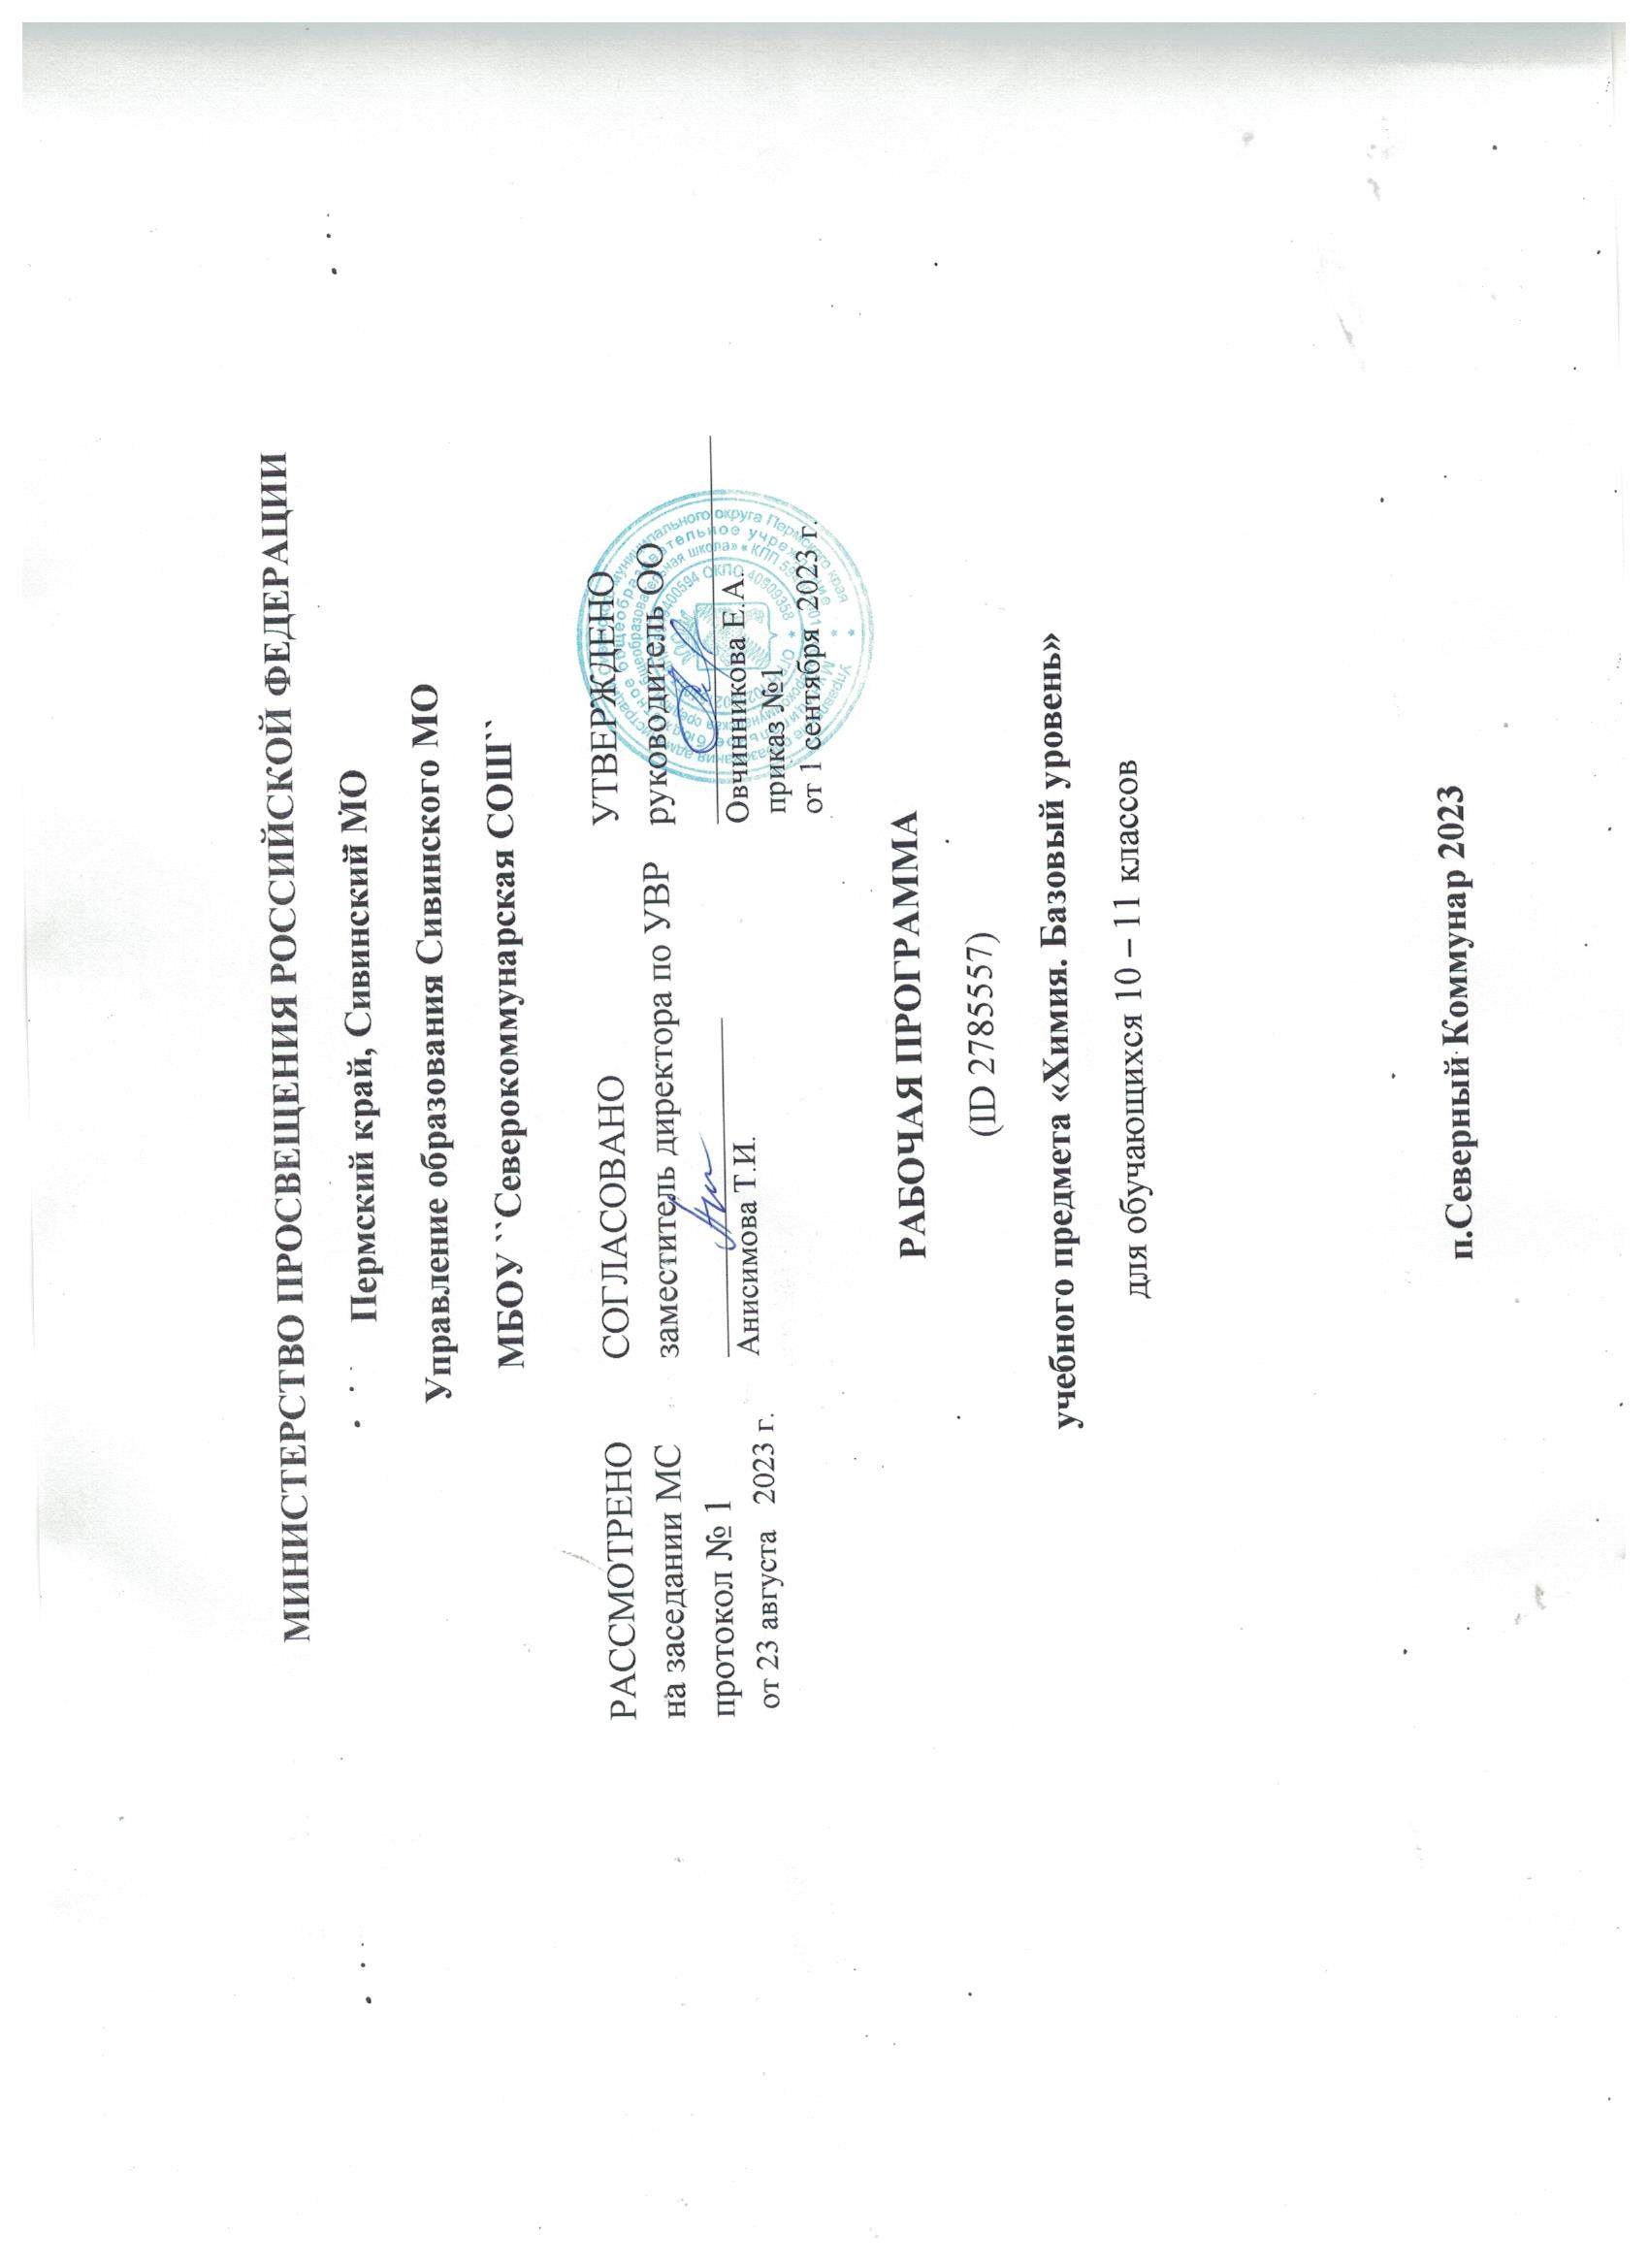 МИНИСТЕРСТВО ПРОСВЕЩЕНИЯ РОССИЙСКОЙ ФЕДЕРАЦИИ
Пермский край, Сивинский МО
Управление образования Сивинского МО
МБОУ ``Северокоммунарская СОШ``
РАССМОТРЕНО
на заседании МС
протокол № 1
от 23 августа 2023 г.
СОГЛАСОВАНО
заместитель директора по УВР
Анисимова Т.И.
УТВЕРЖДЕНО
руководитель ОО
Овчинникова Е.А.
приказ №1
от 1 сентября 2023 г.
РАБОЧАЯ ПРОГРАММА
(ID 2785557)
учебного предмета «Химия. Базовый уровень»
для обучающихся 10 – 11 классов
п.Северный Коммунар 2023